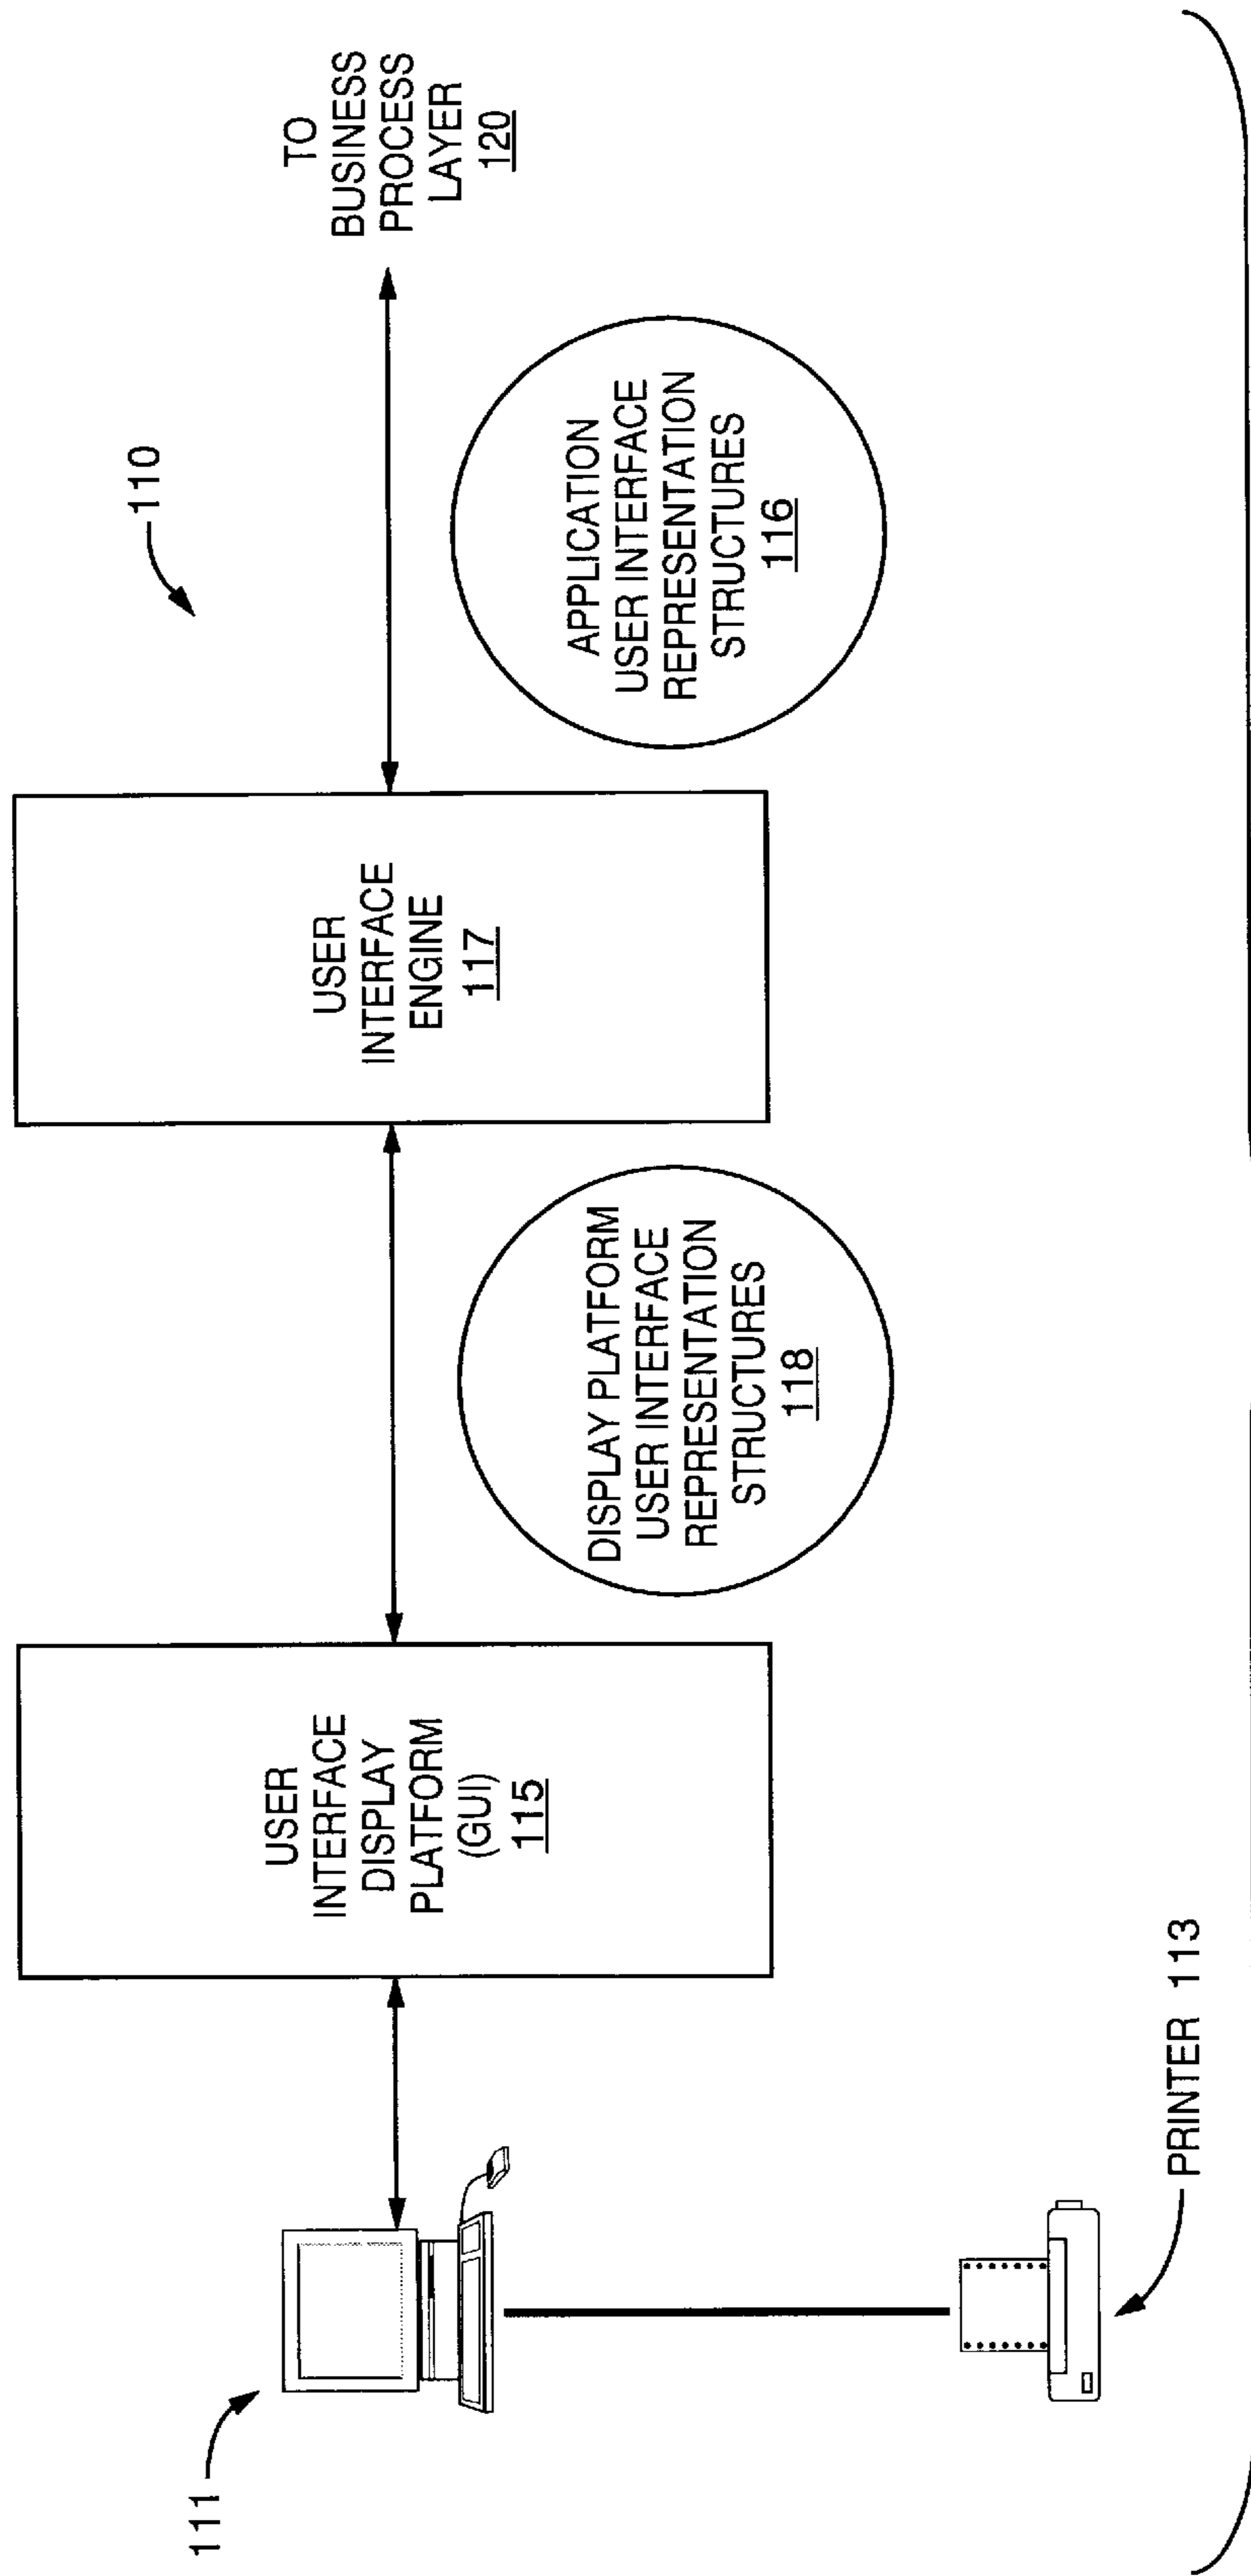 110
TO
BUSINESS
PROCESS
LAYER
120
USER
INTERFACE
ENGINE
117
USER
INTERFACE
DISPLAY
PLATFORM
(GUI)
115
111
APPLICATION
USER INTERFACE
REPRESENTATION
STRUCTURES
116
DISPLAY PLATFORM
USER INTERFACE
REPRESENTATION
STRUCTURES
118
PRINTER 113